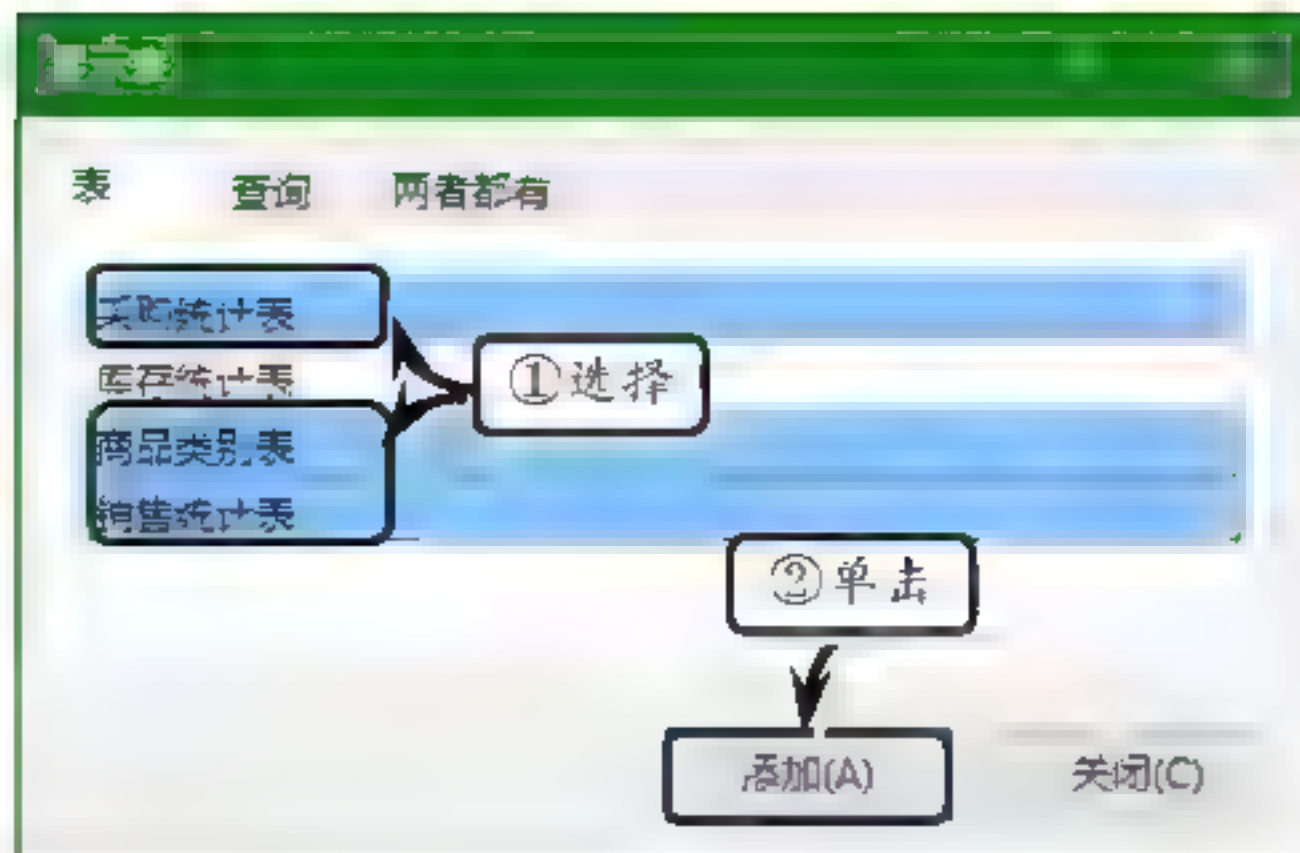 表 查询 两者都有
采购统计表
库存统计表
①选择
商品类别表
销售统计表
②单击
添加(A) 关闭(C)